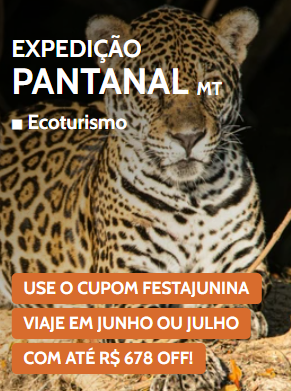 EXPEDIÇÃO
PANTANAL MT
Ecoturismo
USE O CUPOM FESTAJUNINA
VIAJE EM JUNHO OU JULHO
COM ATÉ R$ 678 OFF!